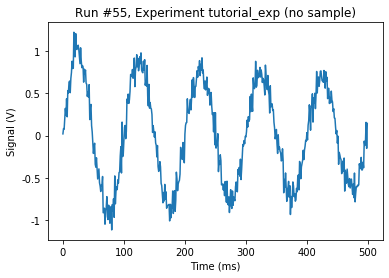 Run #55, Experiment tutorial_exp (no sample)
Signal (V)
1
0.5
0
-0.5
-1
0 100 200 300 400 500
Time (ms)